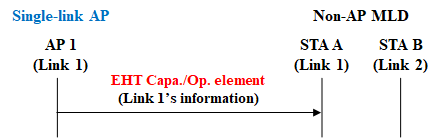 Single-link AP
Non-AP MLD
AP 1
(Link 1)
STA A
(Link 1)
STA B
(Link 2)
EHT Capa./Op. element
(Link 1's information)